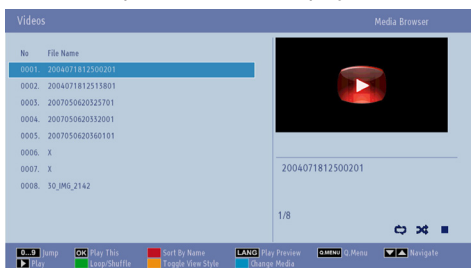 Videos Media Browser
No File Name
0001. 2004071812500201
0002. 2004071812513801
0003. 2007050620325701
0004. 2007050620352001
0005. 2007050620360101
0006. X
0007. X
0008. 30_IMG_2142
2004071812500201
1/8
0...9 Jump OK Play This Sort By Name LANG Play Preview Q.MENU Q.Menu Navigate
Play Loop/Shuffle Toggle View Style Change Media